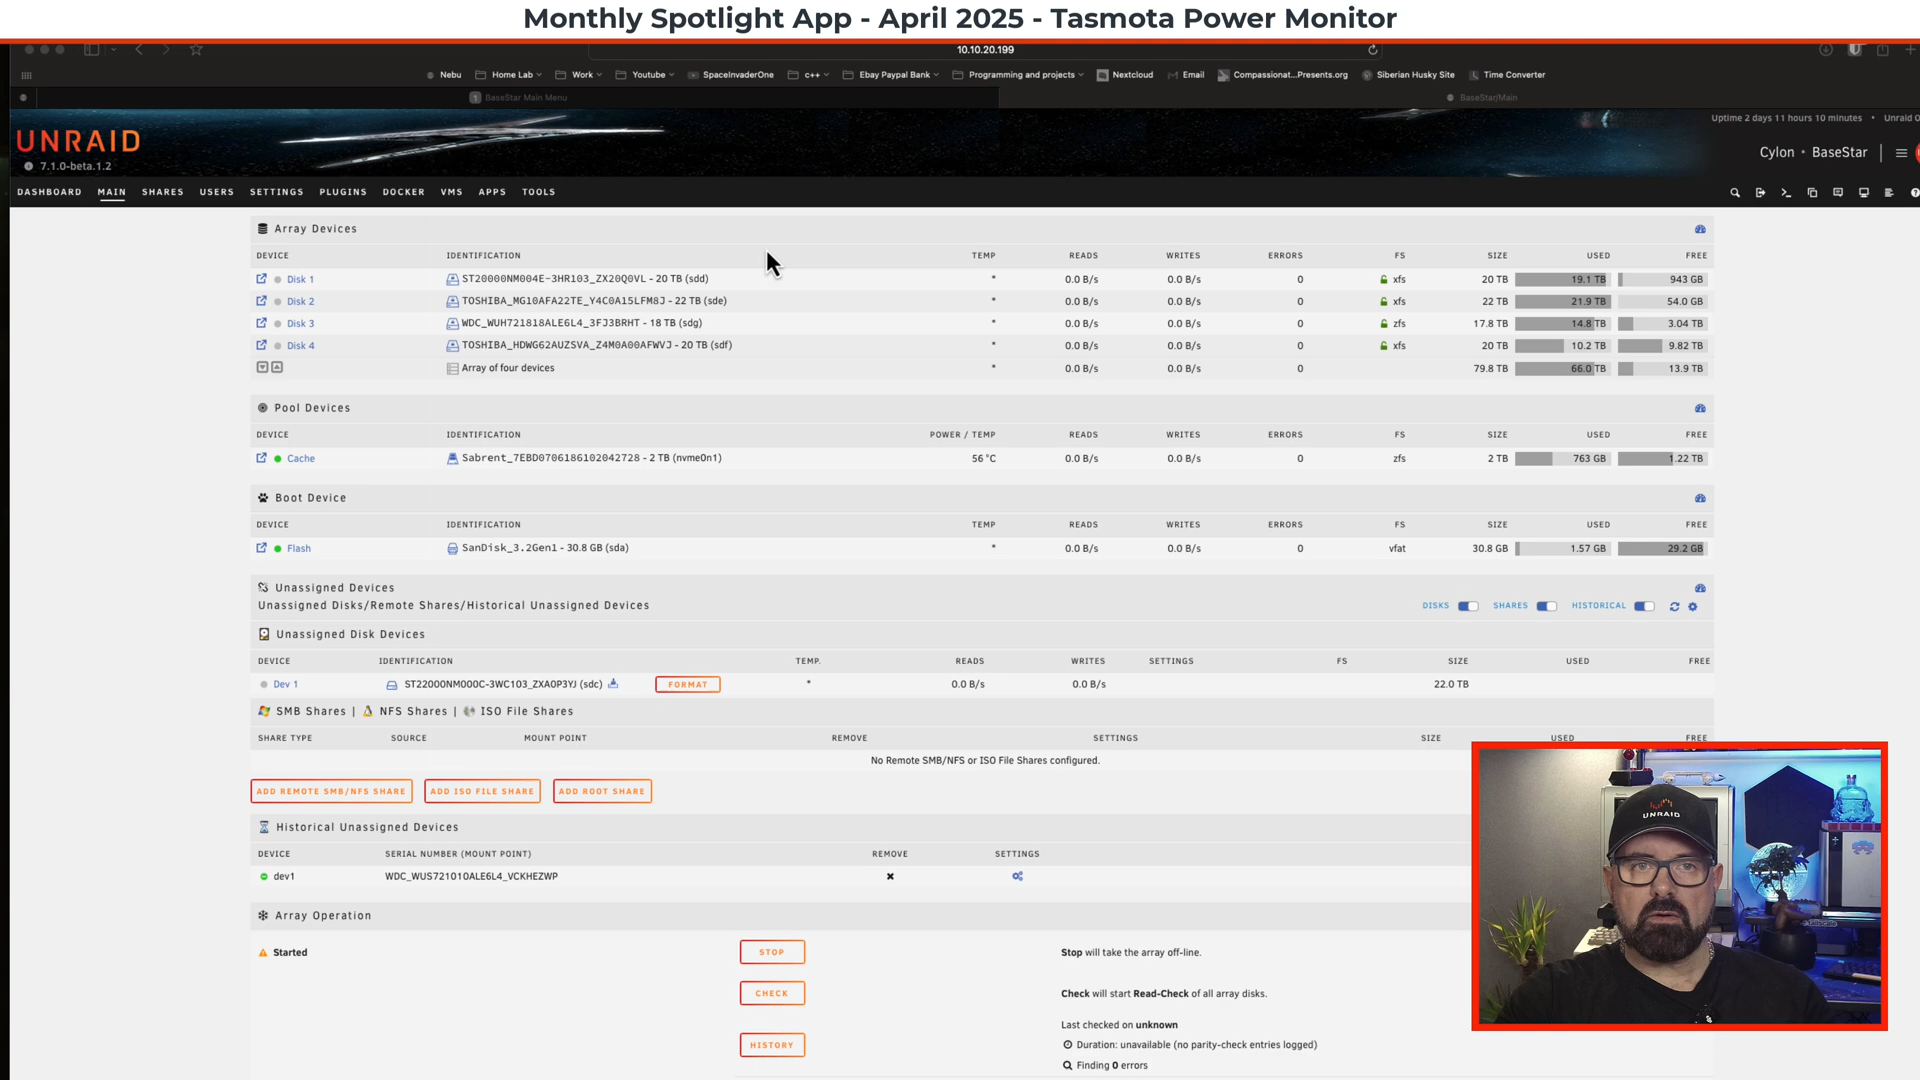 Monthly Spotlight App - April 2025 - Tasmota Power Monitor
10.10.20.199
Nebu Home Lab Work Youtube SpaceInvaderOne c++ Ebay Paypal Bank Programming and projects Nextcloud Email Compassionat...Presents.org Siberian Husky Site Time Converter
1 BaseStar Main Menu BaseStar/Main
Uptime 2 days 11 hours 10 minutes • Unraid O
UNRAID
7.1.0-beta.1.2
Cylon • BaseStar
DASHBOARD MAIN SHARES USERS SETTINGS PLUGINS DOCKER VMS APPS TOOLS
Array Devices
DEVICE IDENTIFICATION TEMP READS WRITES ERRORS FS SIZE USED FREE
Disk 1 ST20000NM004E-3HR103_ZX20Q0VL - 20 TB (sdd) * 0.0 B/s 0.0 B/s 0 xfs 20 TB 19.1 TB 943 GB
Disk 2 TOSHIBA_MG10AFA22TE_Y4C0A15LFM8J - 22 TB (sde) * 0.0 B/s 0.0 B/s 0 xfs 22 TB 21.9 TB 54.0 GB
Disk 3 WDC_WUH721818ALE6L4_3FJ3BRHT - 18 TB (sdg) * 0.0 B/s 0.0 B/s 0 zfs 17.8 TB 14.8 TB 3.04 TB
Disk 4 TOSHIBA_HDWG62AUZSVA_Z4M0A00AFWVJ - 20 TB (sdf) * 0.0 B/s 0.0 B/s 0 xfs 20 TB 10.2 TB 9.82 TB
Array of four devices * 0.0 B/s 0.0 B/s 0 79.8 TB 66.0 TB 13.9 TB
Pool Devices
DEVICE IDENTIFICATION POWER / TEMP READS WRITES ERRORS FS SIZE USED FREE
Cache Sabrent_7EBD0706186102042728 - 2 TB (nvme0n1) 56 °C 0.0 B/s 0.0 B/s 0 zfs 2 TB 763 GB 1.22 TB
Boot Device
DEVICE IDENTIFICATION TEMP READS WRITES ERRORS FS SIZE USED FREE
Flash SanDisk_3.2Gen1 - 30.8 GB (sda) * 0.0 B/s 0.0 B/s 0 vfat 30.8 GB 1.57 GB 29.2 GB
Unassigned Devices
Unassigned Disks/Remote Shares/Historical Unassigned Devices DISKS SHARES HISTORICAL
Unassigned Disk Devices
DEVICE IDENTIFICATION TEMP. READS WRITES SETTINGS FS SIZE USED FREE
Dev 1 ST22000NM000C-3WC103_ZXA0P3YJ (sdc) FORMAT * 0.0 B/s 0.0 B/s 22.0 TB
SMB Shares | NFS Shares | ISO File Shares
SHARE TYPE SOURCE MOUNT POINT REMOVE SETTINGS SIZE USED FREE
No Remote SMB/NFS or ISO File Shares configured.
ADD REMOTE SMB/NFS SHARE ADD ISO FILE SHARE ADD ROOT SHARE
Historical Unassigned Devices
DEVICE SERIAL NUMBER (MOUNT POINT) REMOVE SETTINGS
dev1 WDC_WUS721010ALE6L4_VCKHEZWP
Array Operation
Started STOP Stop will take the array off-line.
CHECK Check will start Read-Check of all array disks.
Last checked on unknown
HISTORY Duration: unavailable (no parity-check entries logged)
Finding 0 errors
UNRAID